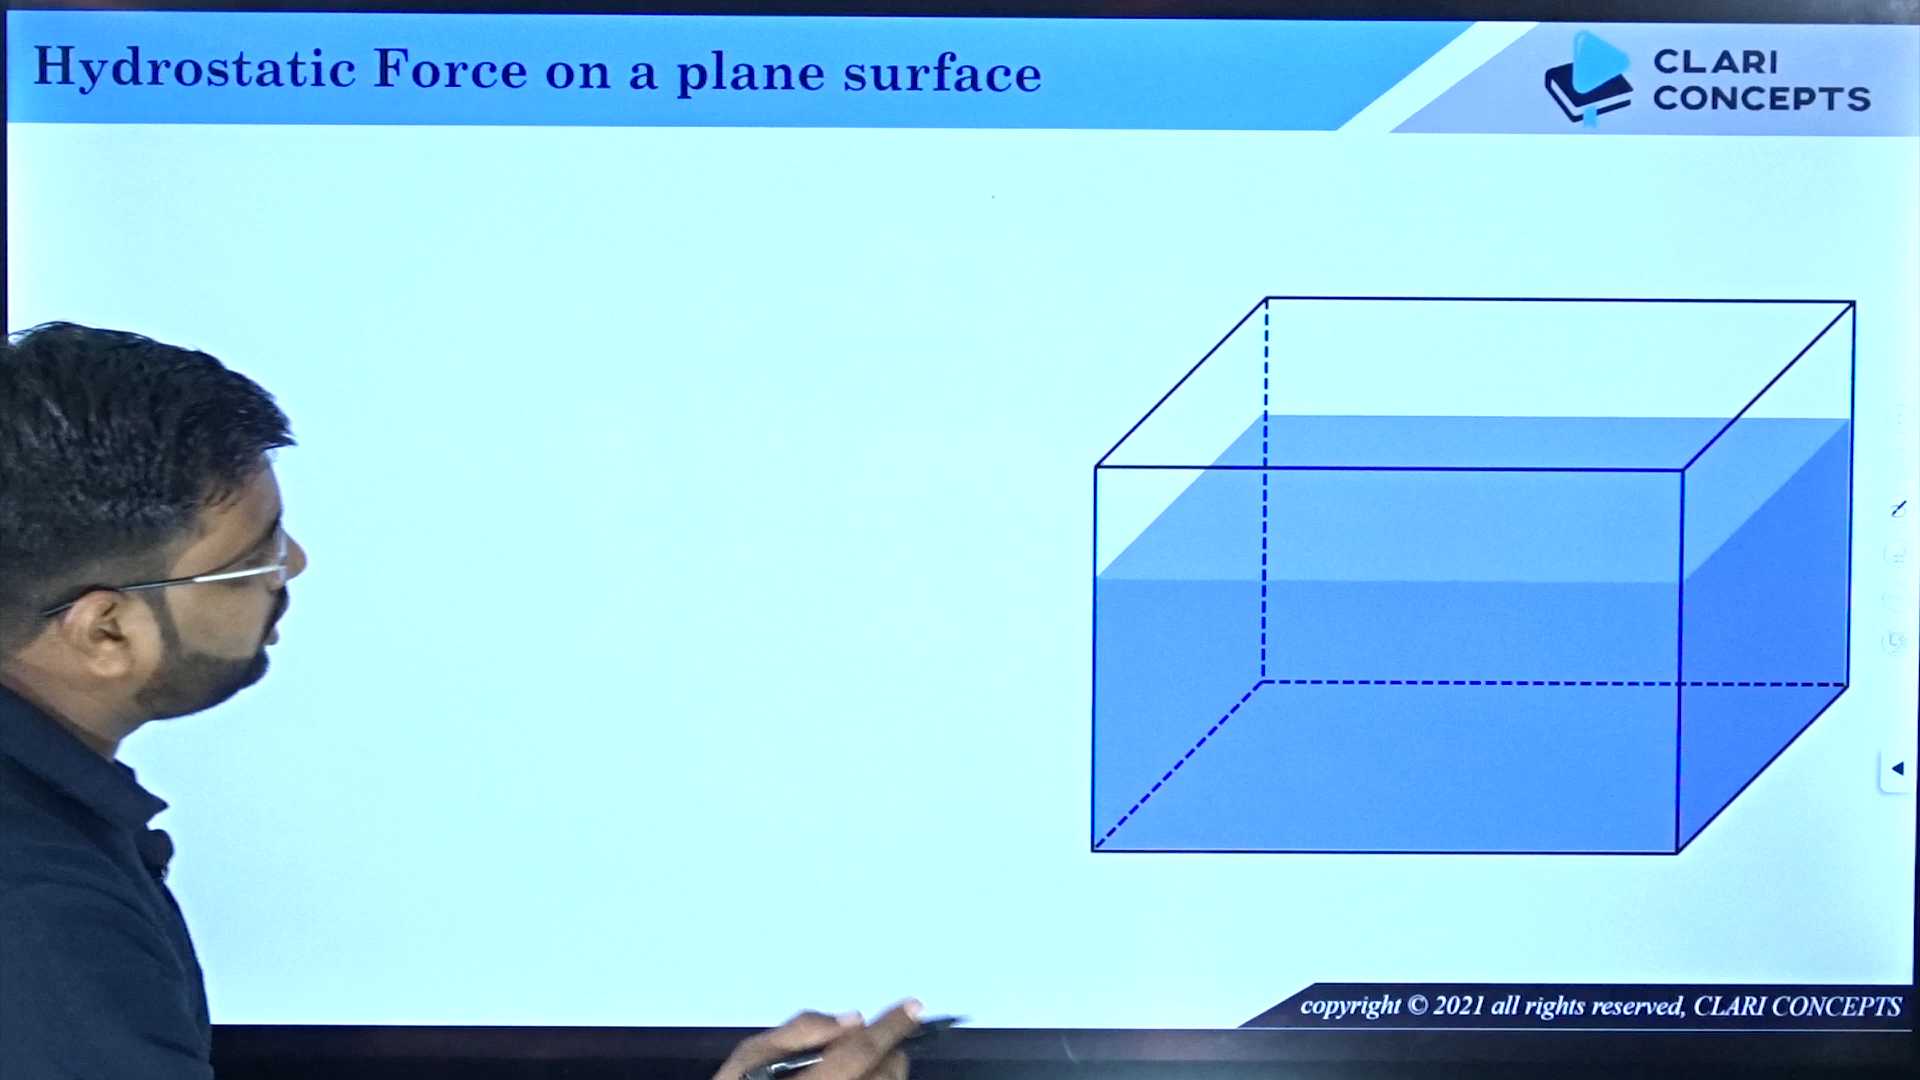 Hydrostatic Force on a plane surface
CLARI
CONCEPTS
copyright © 2021 all rights reserved, CLARI CONCEPTS